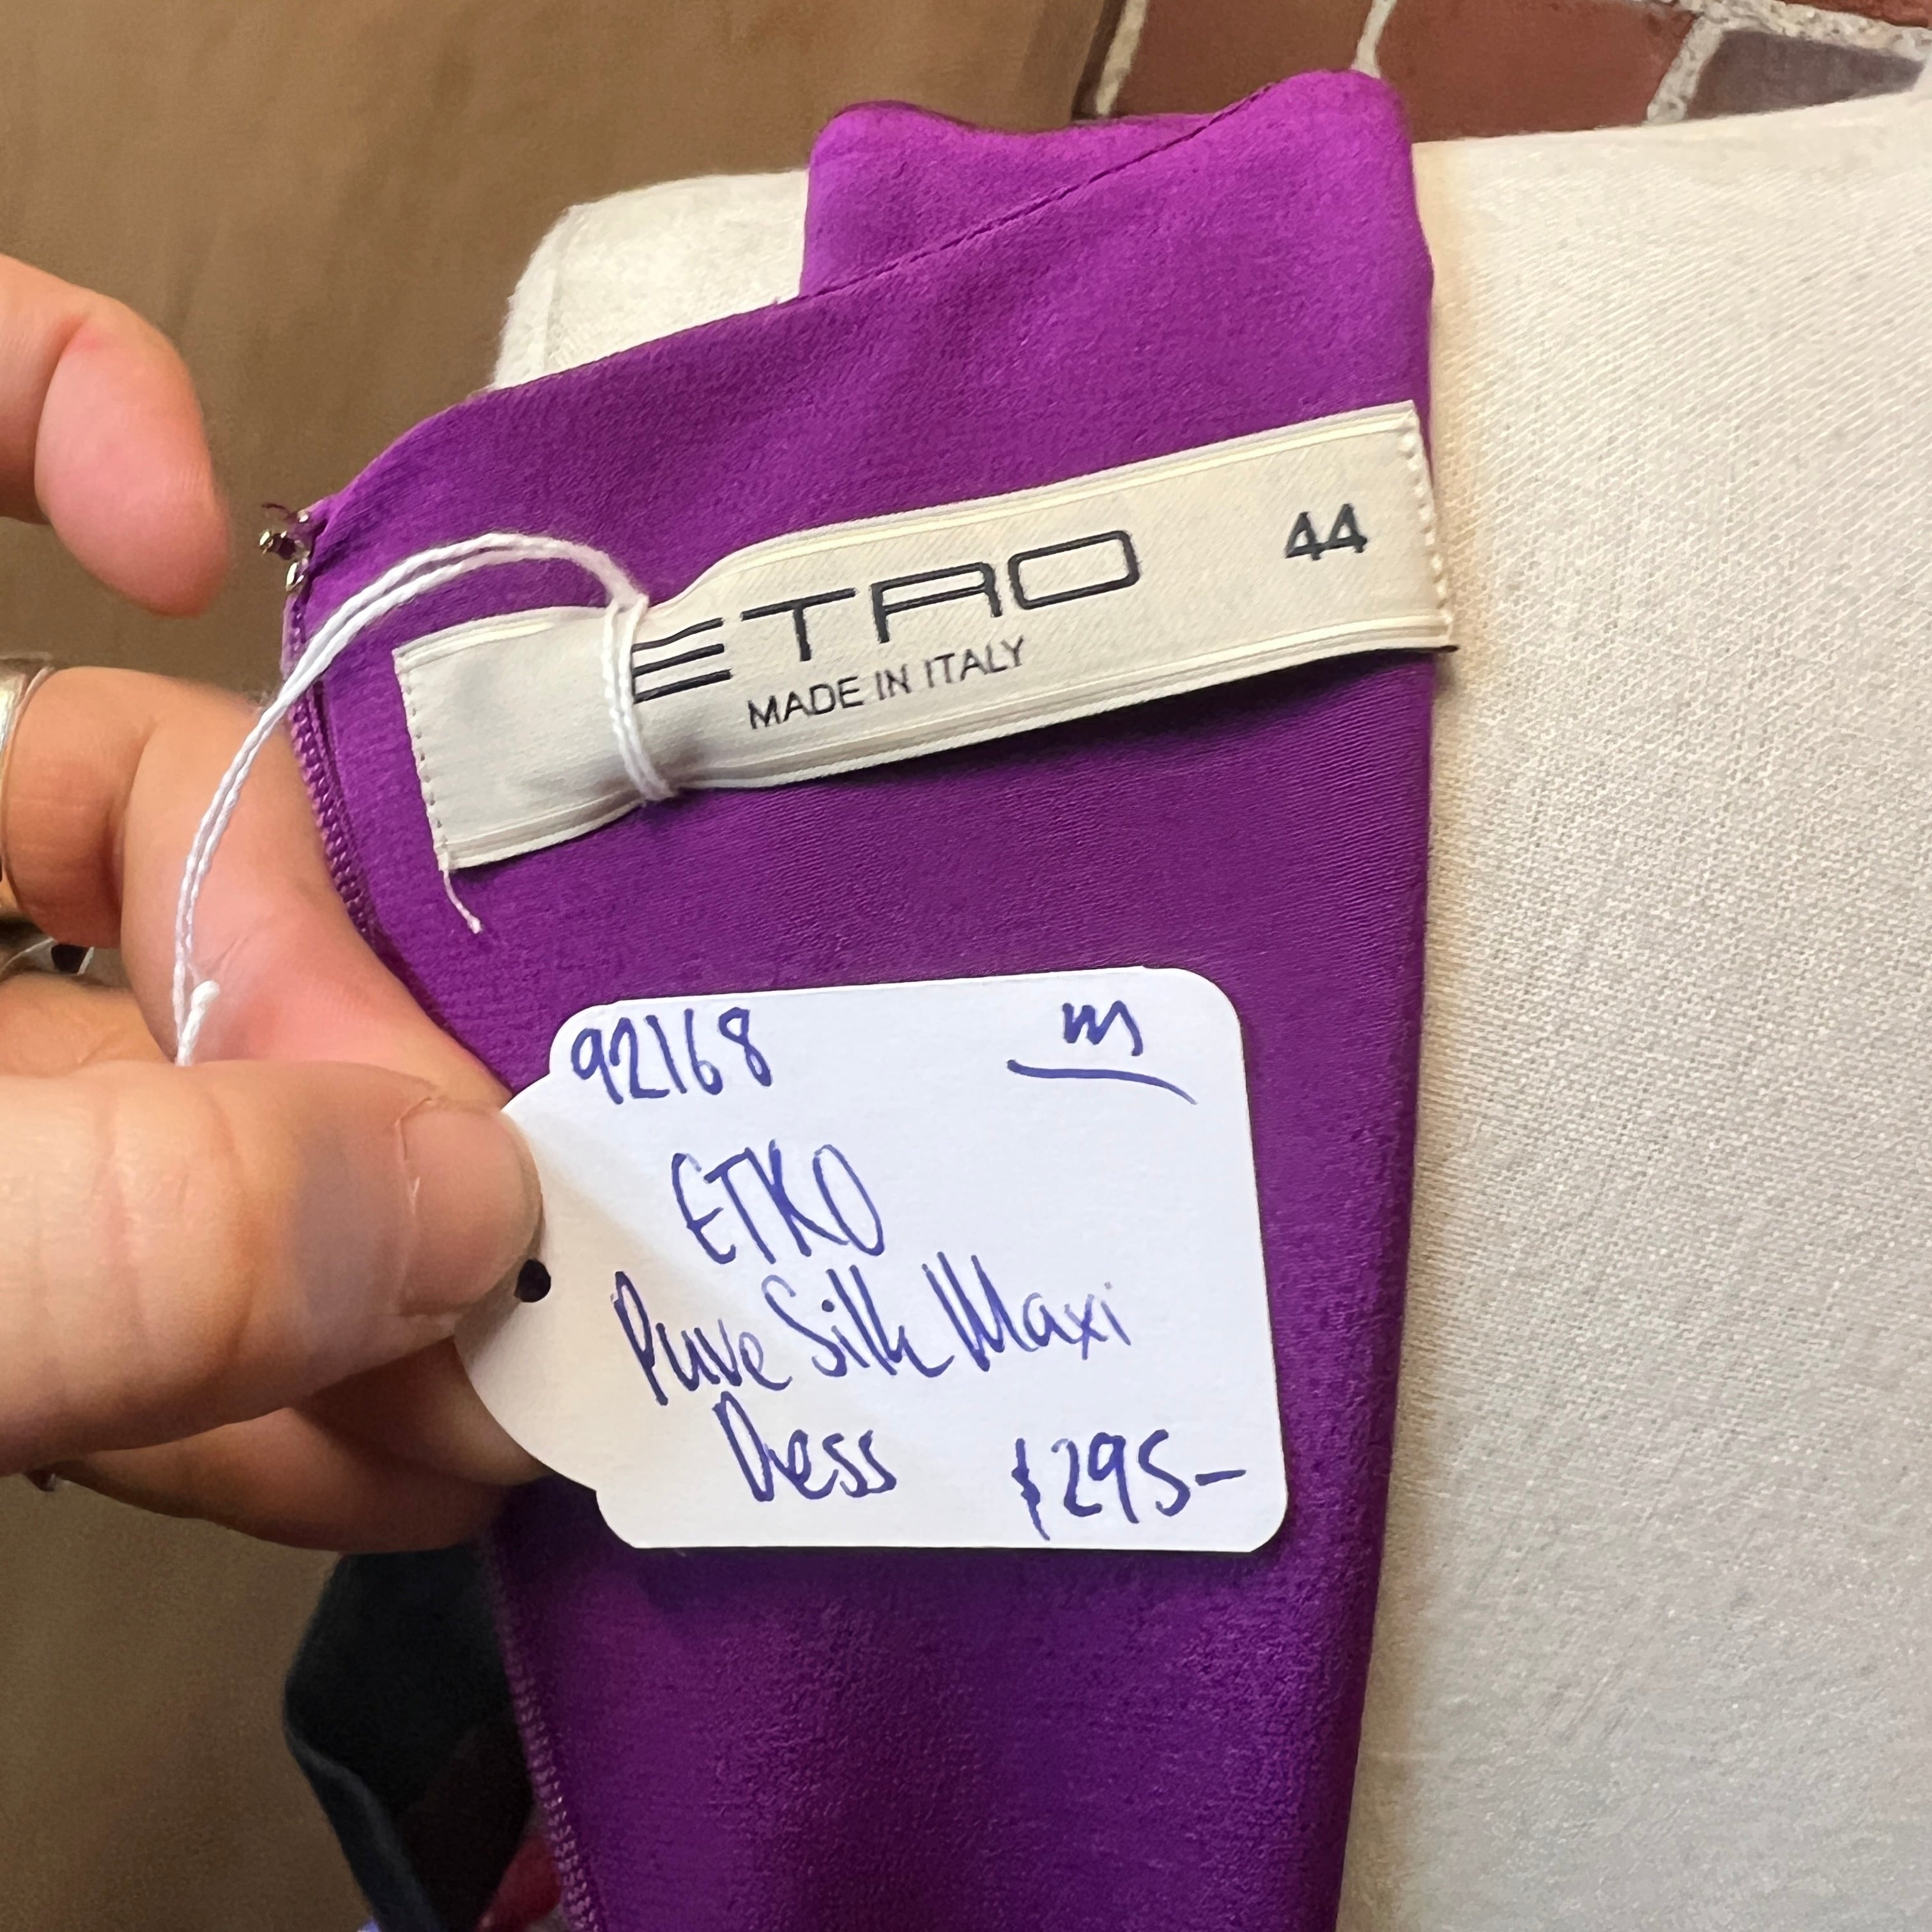 ETRO 44
MADE IN ITALY
92168 M
ETRO
Pure Silk Maxi
Dress $295-